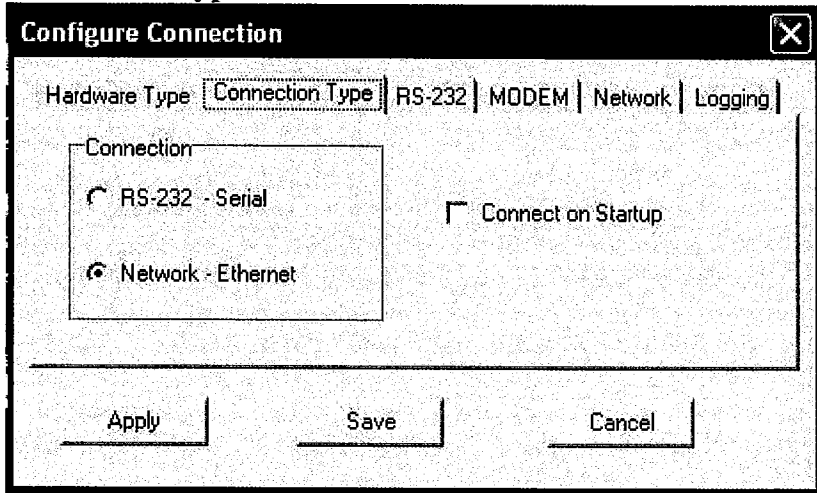 Configure Connection
Hardware Type Connection Type RS-232 MODEM Network Logging
Connection
RS-232 - Serial
Connect on Startup
Network - Ethernet
Apply Save Cancel